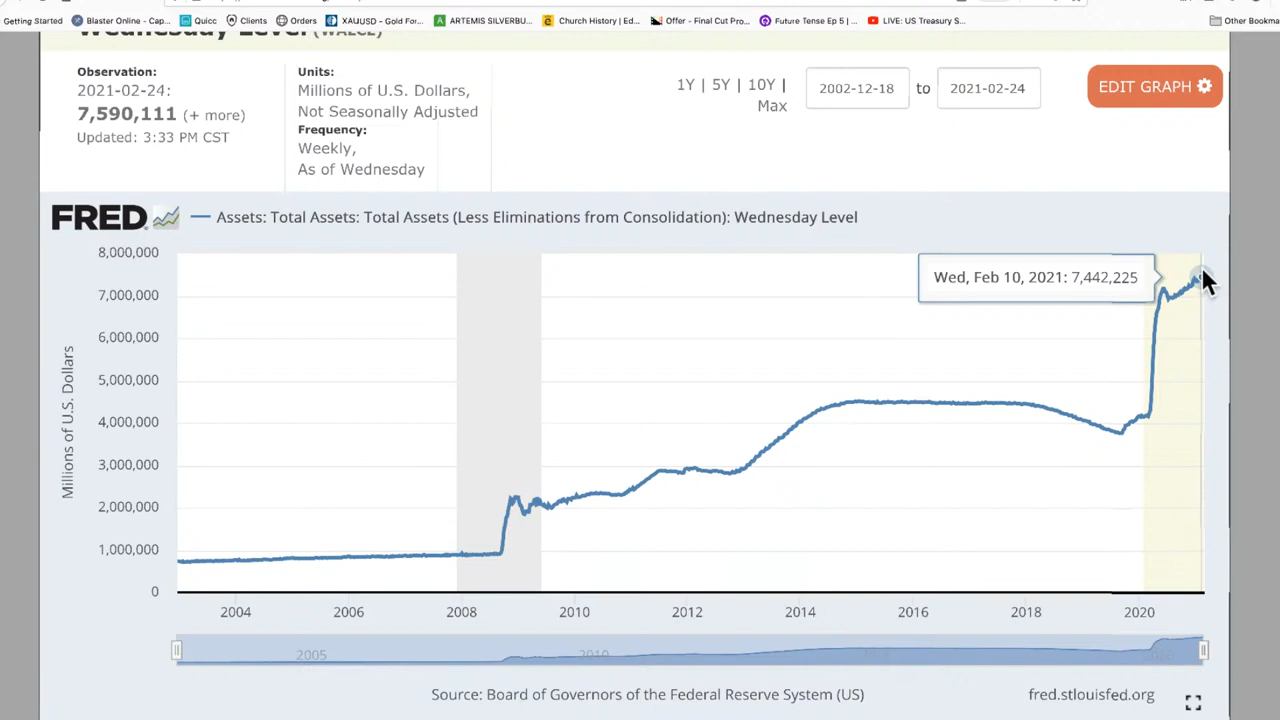 Getting Started Blaster Online - Cap... Quicc Clients Orders XAUUSD - Gold For... ARTEMIS SILVERBU... Church History | Ed... Offer - Final Cut Pro... Future Tense Ep 5 | ... LIVE: US Treasury S... Other Bookma
Wednesday Level (WALCL)
Observation:
2021-02-24:
7,590,111 (+ more)
Updated: 3:33 PM CST
Units:
Millions of U.S. Dollars,
Not Seasonally Adjusted
Frequency:
Weekly,
As of Wednesday
1Y | 5Y | 10Y |
Max
2002-12-18 to 2021-02-24
EDIT GRAPH
FRED
Assets: Total Assets: Total Assets (Less Eliminations from Consolidation): Wednesday Level
8,000,000
7,000,000
6,000,000
5,000,000
4,000,000
3,000,000
2,000,000
1,000,000
0
Millions of U.S. Dollars
Wed, Feb 10, 2021: 7,442,225
2004 2006 2008 2010 2012 2014 2016 2018 2020
2005 2010
Source: Board of Governors of the Federal Reserve System (US)
fred.stlouisfed.org